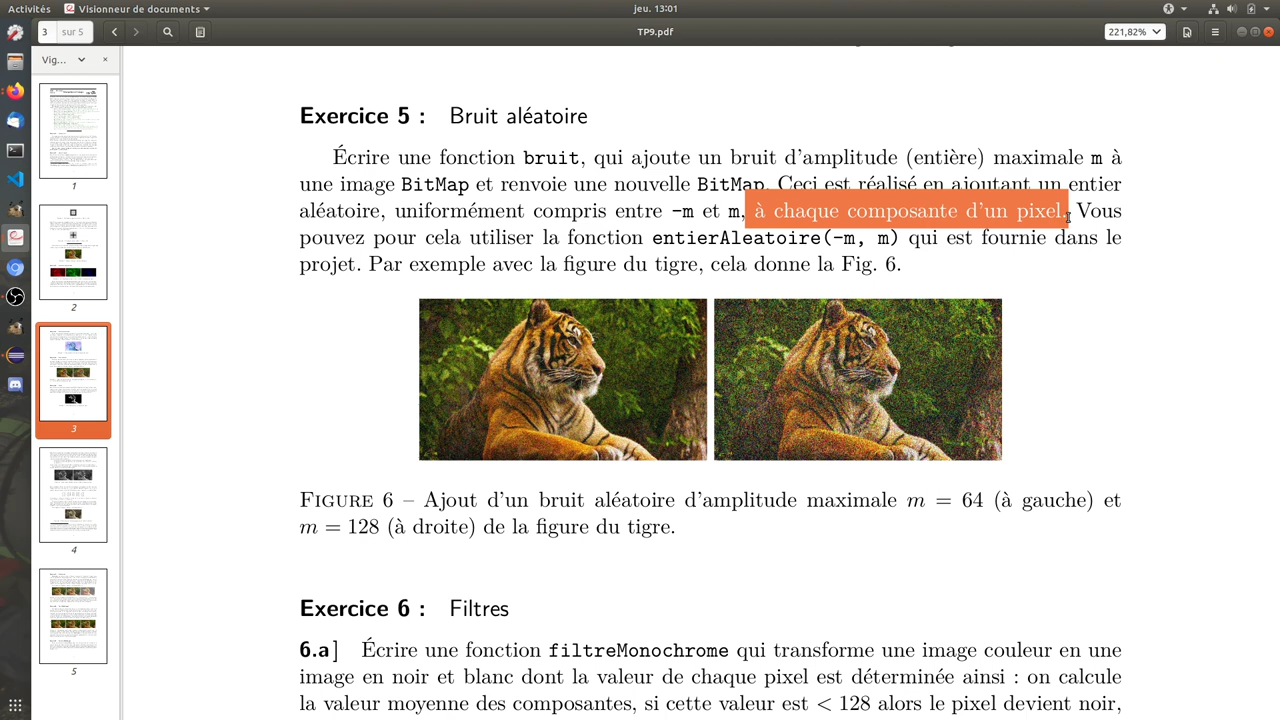 Activités
Visionneur de documents
jeu. 13:01
3
sur 5
TP9.pdf
221,82%
Vig…
1
2
3
4
5
Exercice 5 : Bruit aléatoire
Écrire une fonction bruit, qui ajoute un bruit d'amplitude (entière) maximale m à
une image BitMap et renvoie une nouvelle BitMap. Ceci est réalisé en ajoutant un entier
aléatoire, uniformément compris entre -m et m, à chaque composante d'un pixel. Vous
pourrez pour cela utiliser la fonction entierAleatoire(-m, m) qui est fournie dans le
projet. Par exemple avec la figure du tigre, cela donne la Fig. 6.
FIGURE 6 – Ajout d'un bruit aléatoire d'amplitude maximale m = 64 (à gauche) et
m = 128 (à droite) de la figure du tigre.
Exercice 6 : Filtres
6.a] Écrire une fonction filtreMonochrome qui transforme une image couleur en une
image en noir et blanc dont la valeur de chaque pixel est déterminée ainsi : on calcule
la valeur moyenne des composantes, si cette valeur est < 128 alors le pixel devient noir,